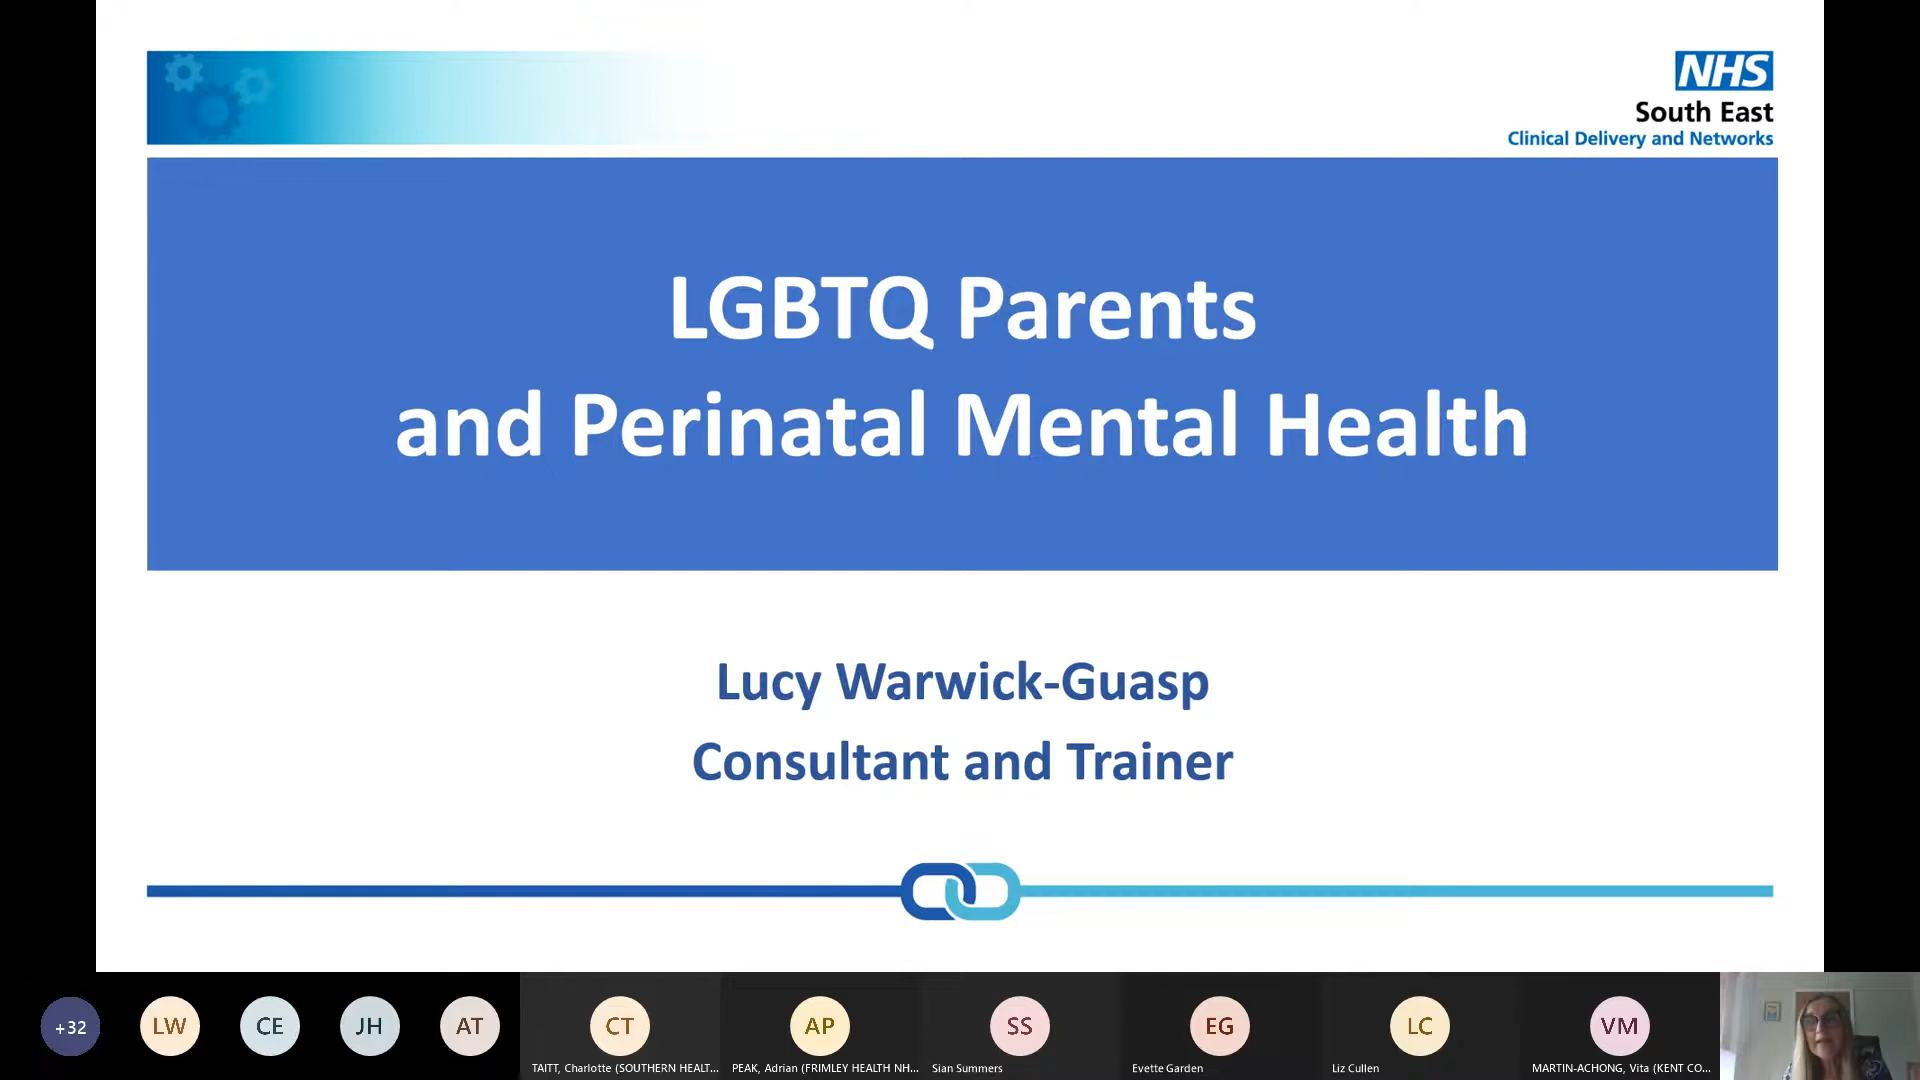 NHS
South East
Clinical Delivery and Networks
LGBTQ Parents
and Perinatal Mental Health
Lucy Warwick-Guasp
Consultant and Trainer
+32
LW
CE
JH
AT
CT
AP
SS
EG
LC
VM
TAITT, Charlotte (SOUTHERN HEALT...
PEAK, Adrian (FRIMLEY HEALTH NH...
Sian Summers
Evette Garden
Liz Cullen
MARTIN-ACHONG, Vita (KENT CO...